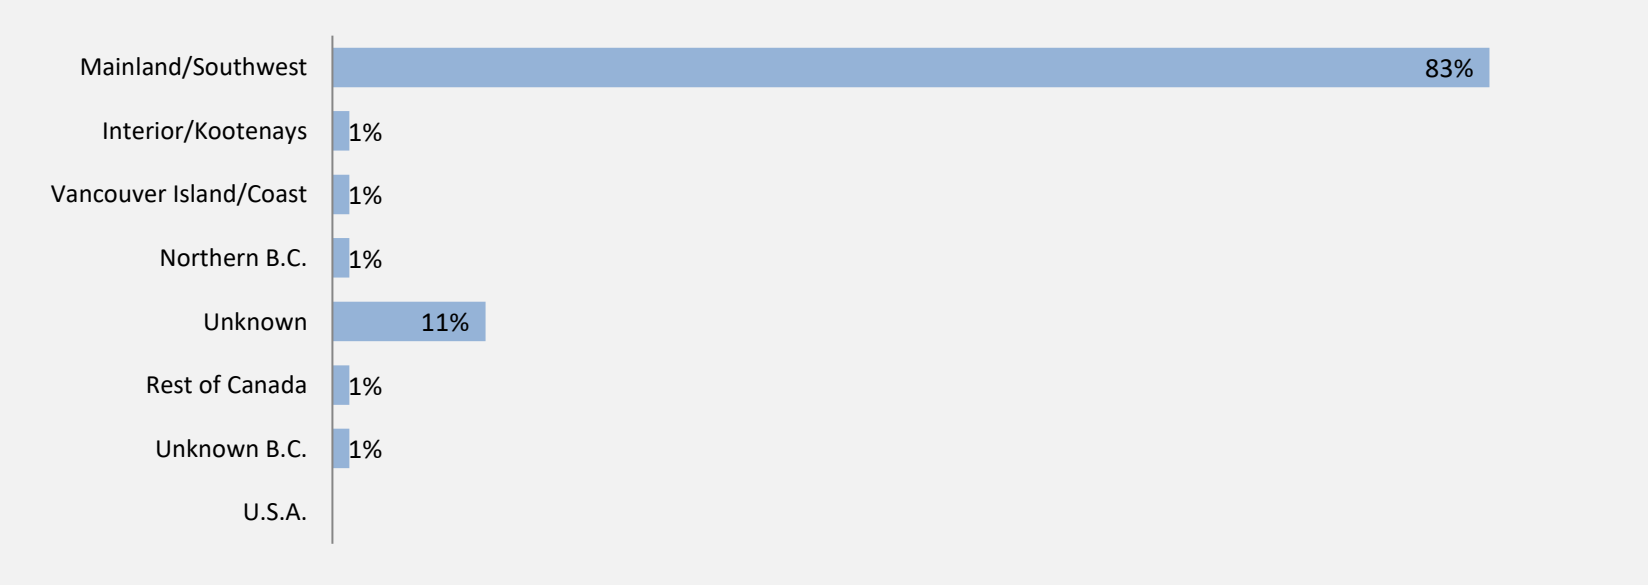 Mainland/Southwest 83%
Interior/Kootenays 1%
Vancouver Island/Coast 1%
Northern B.C. 1%
Unknown 11%
Rest of Canada 1%
Unknown B.C. 1%
U.S.A.